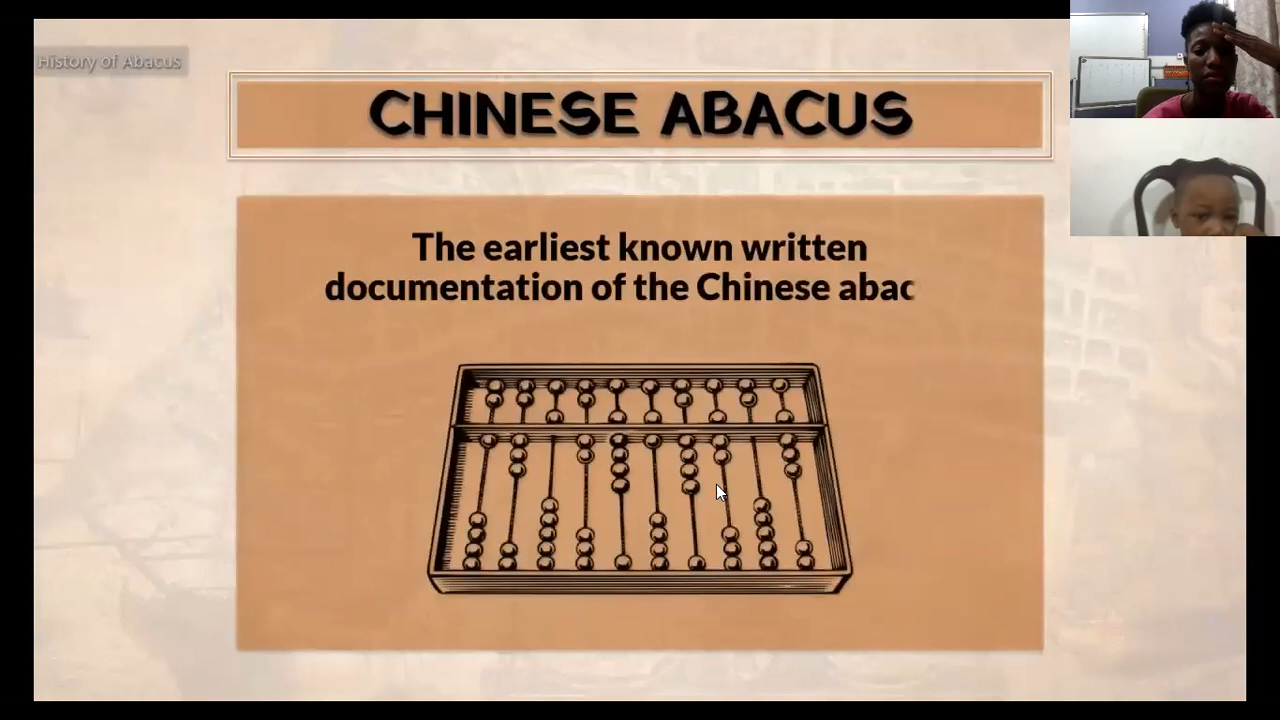 History of Abacus
CHINESE ABACUS
The earliest known written
documentation of the Chinese abac